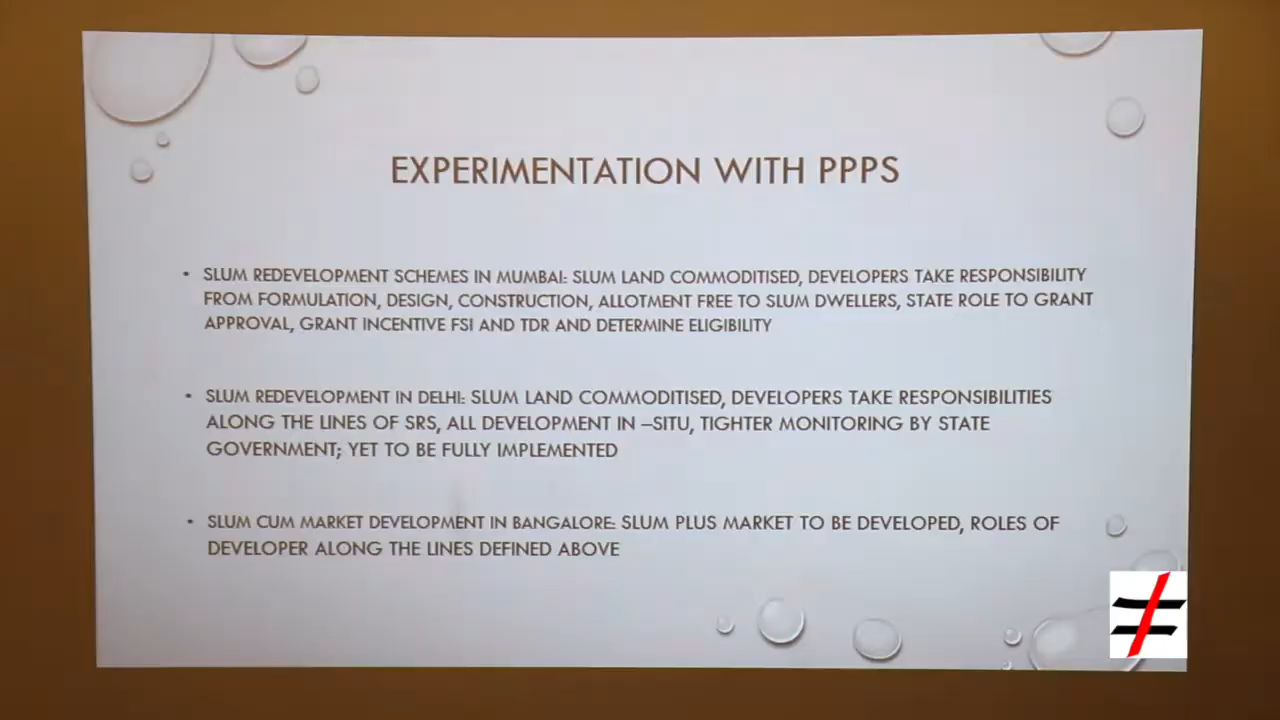 EXPERIMENTATION WITH PPPS
• SLUM REDEVELOPMENT SCHEMES IN MUMBAI: SLUM LAND COMMODITISED, DEVELOPERS TAKE RESPONSIBILITY
FROM FORMULATION, DESIGN, CONSTRUCTION, ALLOTMENT FREE TO SLUM DWELLERS, STATE ROLE TO GRANT
APPROVAL, GRANT INCENTIVE FSI AND TDR AND DETERMINE ELIGIBILITY
• SLUM REDEVELOPMENT IN DELHI: SLUM LAND COMMODITISED, DEVELOPERS TAKE RESPONSIBILITIES
ALONG THE LINES OF SRS, ALL DEVELOPMENT IN –SITU, TIGHTER MONITORING BY STATE
GOVERNMENT; YET TO BE FULLY IMPLEMENTED
• SLUM CUM MARKET DEVELOPMENT IN BANGALORE: SLUM PLUS MARKET TO BE DEVELOPED, ROLES OF
DEVELOPER ALONG THE LINES DEFINED ABOVE